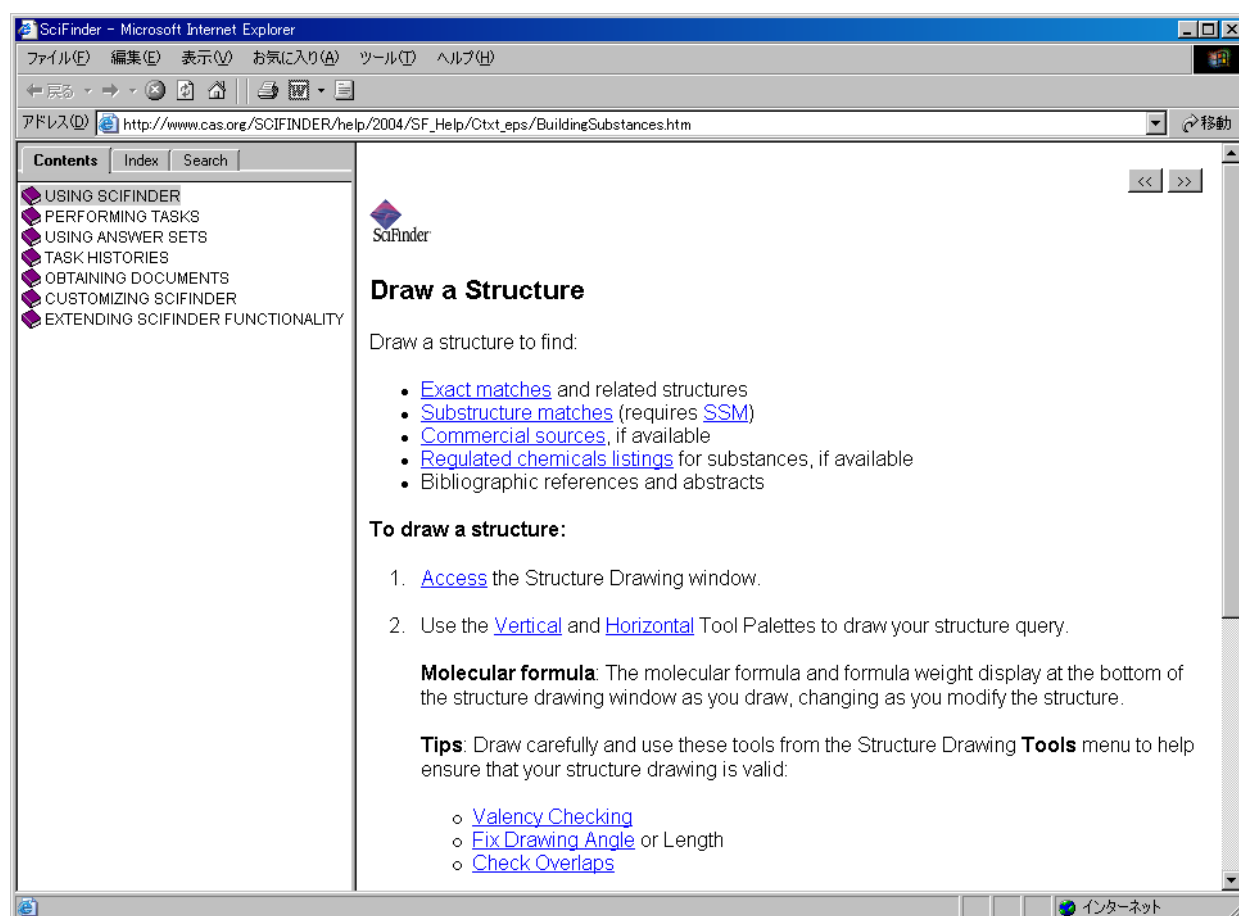 SciFinder - Microsoft Internet Explorer
ファイル(F) 編集(E) 表示(V) お気に入り(A) ツール(T) ヘルプ(H)
戻る
アドレス(D) http://www.cas.org/SCIFINDER/help/2004/SF_Help/Ctxt_eps/BuildingSubstances.htm 移動
Contents Index Search
USING SCIFINDER
PERFORMING TASKS
USING ANSWER SETS
TASK HISTORIES
OBTAINING DOCUMENTS
CUSTOMIZING SCIFINDER
EXTENDING SCIFINDER FUNCTIONALITY
<< >>
SciFinder
Draw a Structure
Draw a structure to find:
• Exact matches and related structures
• Substructure matches (requires SSM)
• Commercial sources, if available
• Regulated chemicals listings for substances, if available
• Bibliographic references and abstracts
To draw a structure:
1. Access the Structure Drawing window.
2. Use the Vertical and Horizontal Tool Palettes to draw your structure query.
Molecular formula: The molecular formula and formula weight display at the bottom of
the structure drawing window as you draw, changing as you modify the structure.
Tips: Draw carefully and use these tools from the Structure Drawing Tools menu to help
ensure that your structure drawing is valid:
o Valency Checking
o Fix Drawing Angle or Length
o Check Overlaps
インターネット